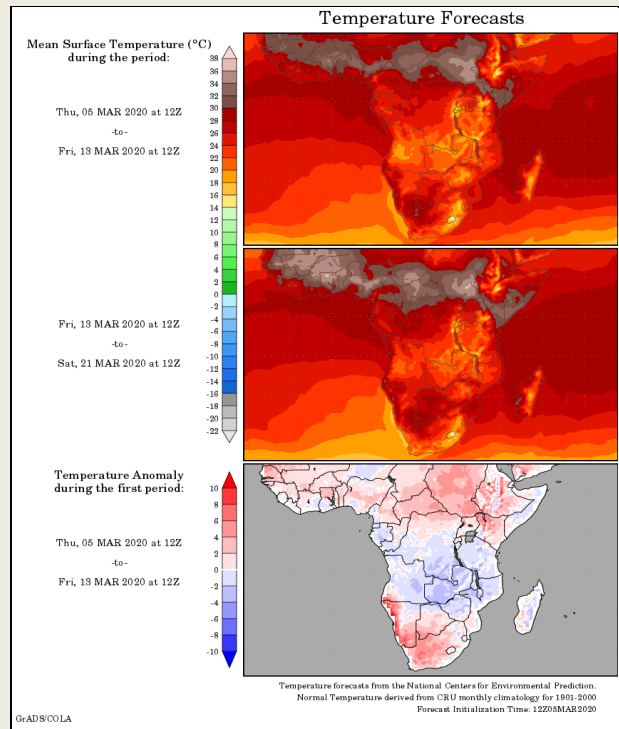 Temperature Forecasts
Mean Surface Temperature (°C)
during the period:
Thu, 05 MAR 2020 at 12Z
-to-
Fri, 13 MAR 2020 at 12Z
38
36
34
32
30
28
26
24
22
20
18
16
14
12
10
8
6
4
2
0
-2
-4
-6
-8
-10
-12
-14
-16
-18
-20
-22
Fri, 13 MAR 2020 at 12Z
-to-
Sat, 21 MAR 2020 at 12Z
Temperature Anomaly
during the first period:
Thu, 05 MAR 2020 at 12Z
-to-
Fri, 13 MAR 2020 at 12Z
10
8
6
4
2
0
-2
-4
-6
-8
-10
Temperature forecasts from the National Centers for Environmental Prediction.
Normal Temperature derived from CRU monthly climatology for 1901-2000
Forecast Initialization Time: 12Z05MAR2020
GrADS/COLA